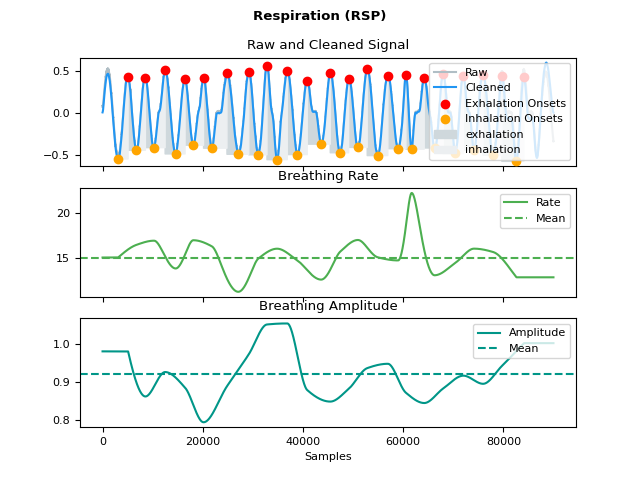 Respiration (RSP)
Raw and Cleaned Signal
0.5
0.0
−0.5
Raw
Cleaned
Exhalation Onsets
Inhalation Onsets
exhalation
inhalation
Breathing Rate
20
15
Rate
Mean
Breathing Amplitude
1.0
0.9
0.8
Amplitude
Mean
0 20000 40000 60000 80000
Samples